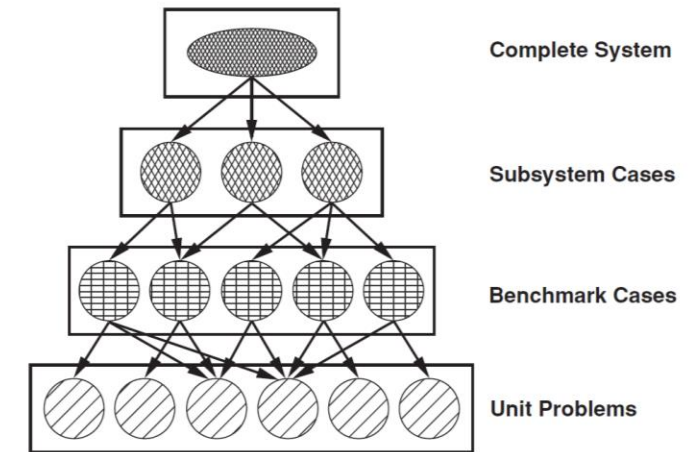 Complete System
Subsystem Cases
Benchmark Cases
Unit Problems